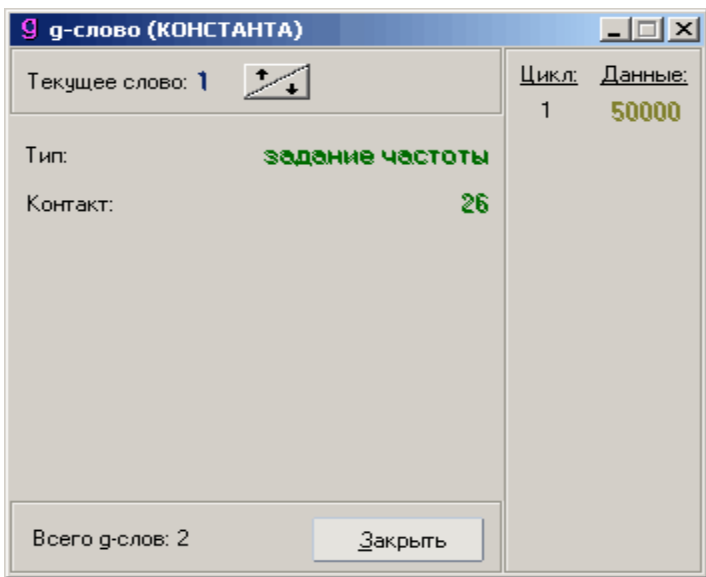 g g-слово (КОНСТАНТА)
Текущее слово: 1
Цикл: Данные:
1 50000
Тип: задание частоты
Контакт: 26
Всего g-слов: 2
Закрыть